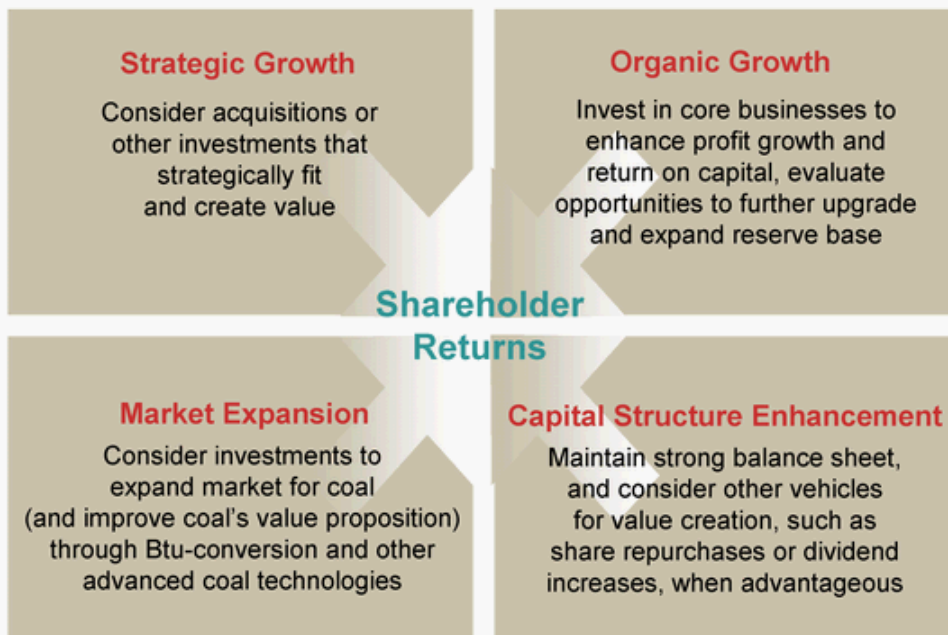 Strategic Growth
Consider acquisitions or
other investments that
strategically fit
and create value
Organic Growth
Invest in core businesses to
enhance profit growth and
return on capital, evaluate
opportunities to further upgrade
and expand reserve base
Shareholder
Returns
Market Expansion
Consider investments to
expand market for coal
(and improve coal's value proposition)
through Btu-conversion and other
advanced coal technologies
Capital Structure Enhancement
Maintain strong balance sheet,
and consider other vehicles
for value creation, such as
share repurchases or dividend
increases, when advantageous